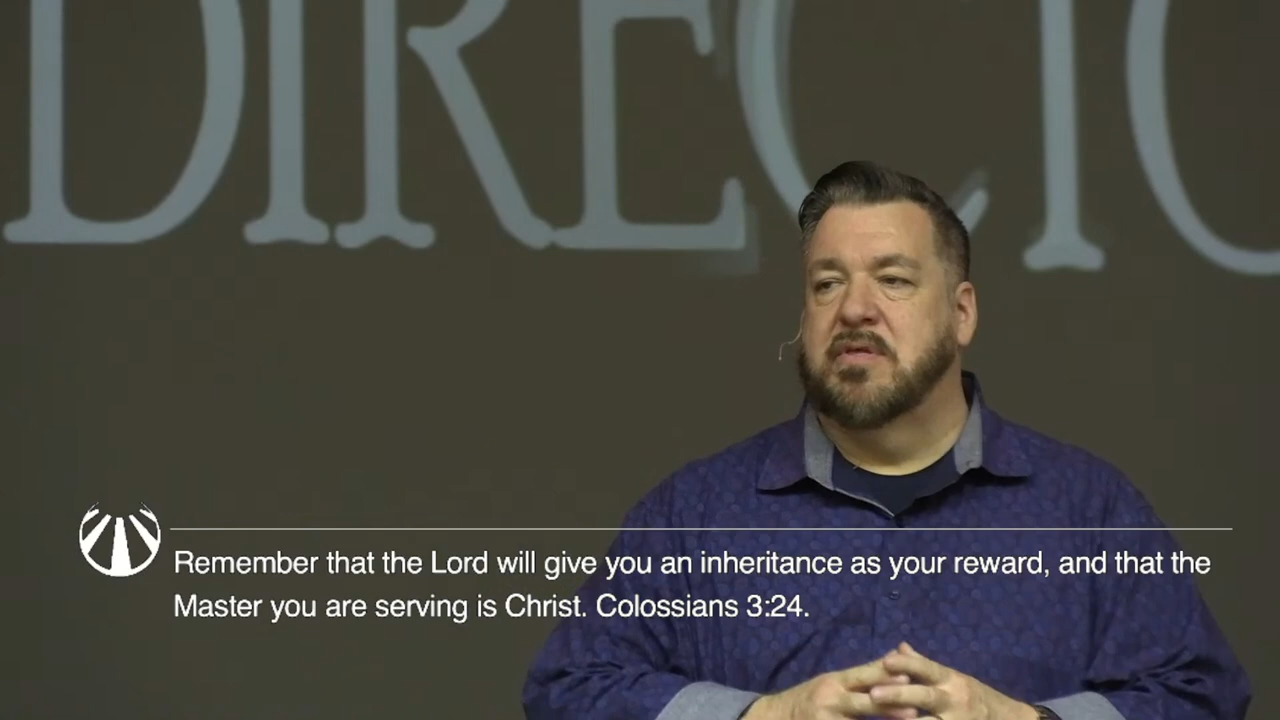 DIRECTO
Remember that the Lord will give you an inheritance as your reward, and that the
Master you are serving is Christ. Colossians 3:24.